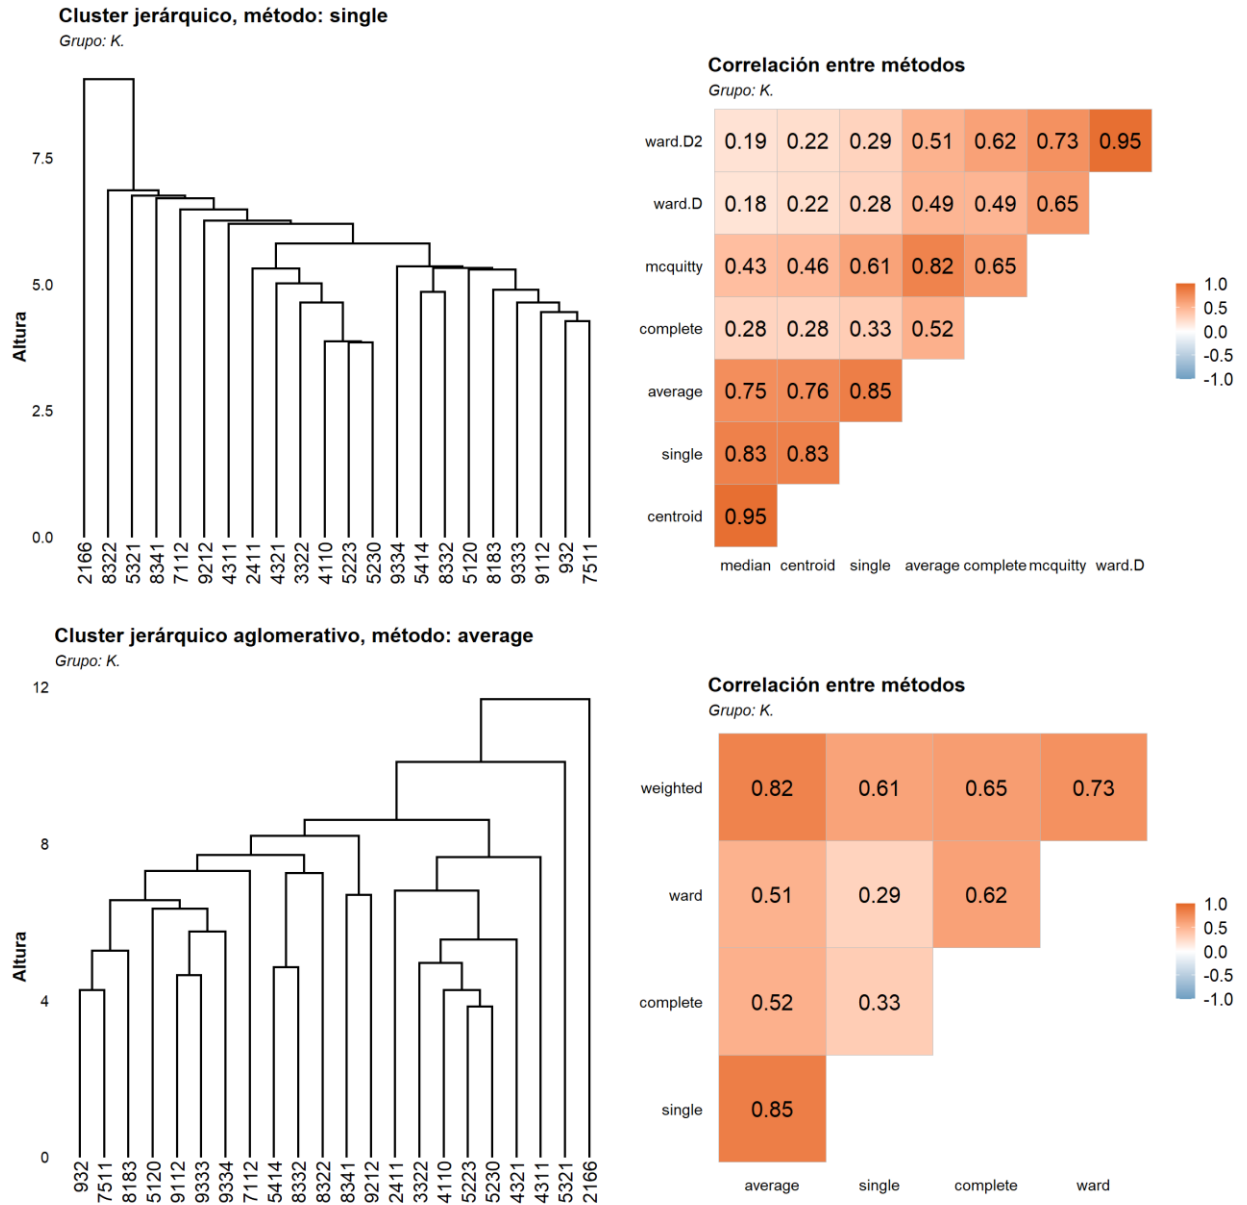 Cluster jerárquico, método: single
Grupo: K.
Altura
7.5
5.0
2.5
0.0
2166 8322 5321 8341 7112 9212 4311 2411 4321 3322 4110 5223 5230 9334 5414 8332 5120 8183 9333 9112 932 7511
Correlación entre métodos
Grupo: K.
ward.D2 0.19 0.22 0.29 0.51 0.62 0.73 0.95
ward.D 0.18 0.22 0.28 0.49 0.49 0.65
mcquitty 0.43 0.46 0.61 0.82 0.65
complete 0.28 0.28 0.33 0.52
average 0.75 0.76 0.85
single 0.83 0.83
centroid 0.95
median centroid single average complete mcquitty ward.D
1.0
0.5
0.0
-0.5
-1.0
Cluster jerárquico aglomerativo, método: average
Grupo: K.
Altura
12
8
4
0
932 7511 8183 5120 9112 9333 9334 7112 5414 8332 8322 8341 9212 2411 3322 4110 5223 5230 4321 4311 5321 2166
Correlación entre métodos
Grupo: K.
weighted 0.82 0.61 0.65 0.73
ward 0.51 0.29 0.62
complete 0.52 0.33
single 0.85
average single complete ward
1.0
0.5
0.0
-0.5
-1.0